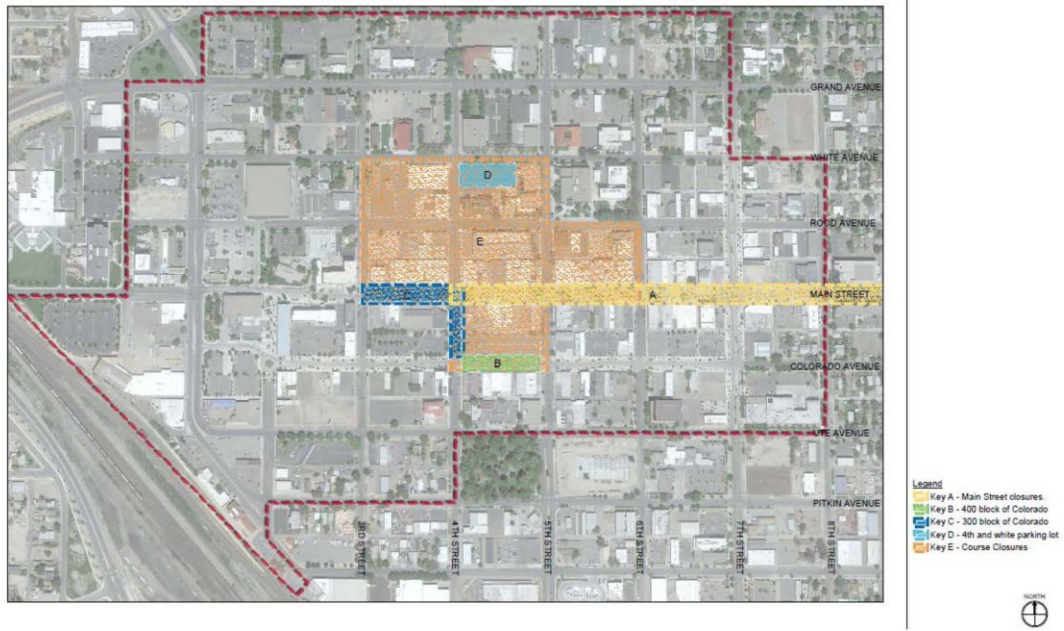 GRAND AVENUE
WHITE AVENUE
D
ROOD AVENUE
E
C
A
MAIN STREET
B
COLORADO AVENUE
UTE AVENUE
PITKIN AVENUE
3RD STREET
4TH STREET
5TH STREET
6TH STREET
7TH STREET
8TH STREET
Legend
Key A - Main Street closures.
Key B - 400 block of Colorado
Key C - 300 block of Colorado
Key D - 4th and white parking lot
Key E - Course Closures
NORTH